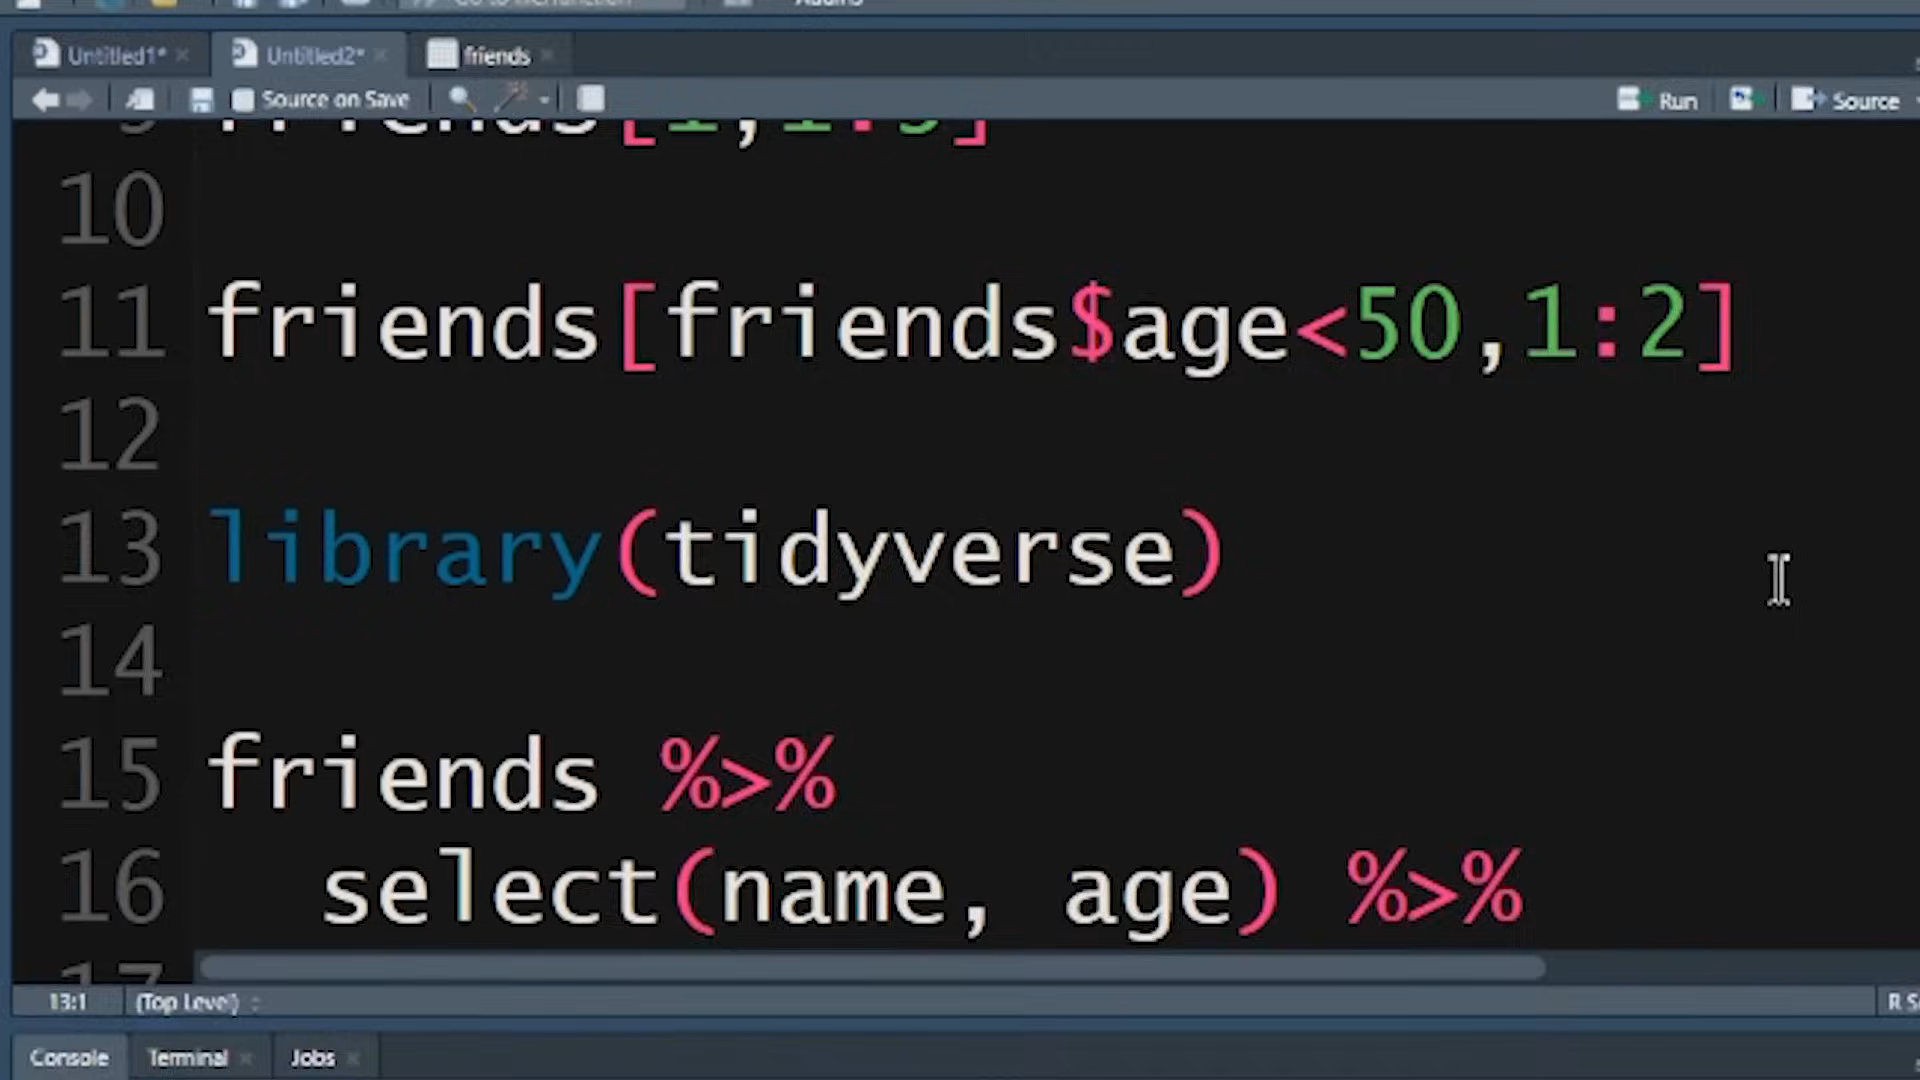 Addins
Untitled1* Untitled2* friends
Source on Save Run Source
10
11 friends[friends$age<50,1:2]
12
13 library(tidyverse)
14
15 friends %>%
16 select(name, age) %>%
13:1 (Top Level)
Console Terminal Jobs